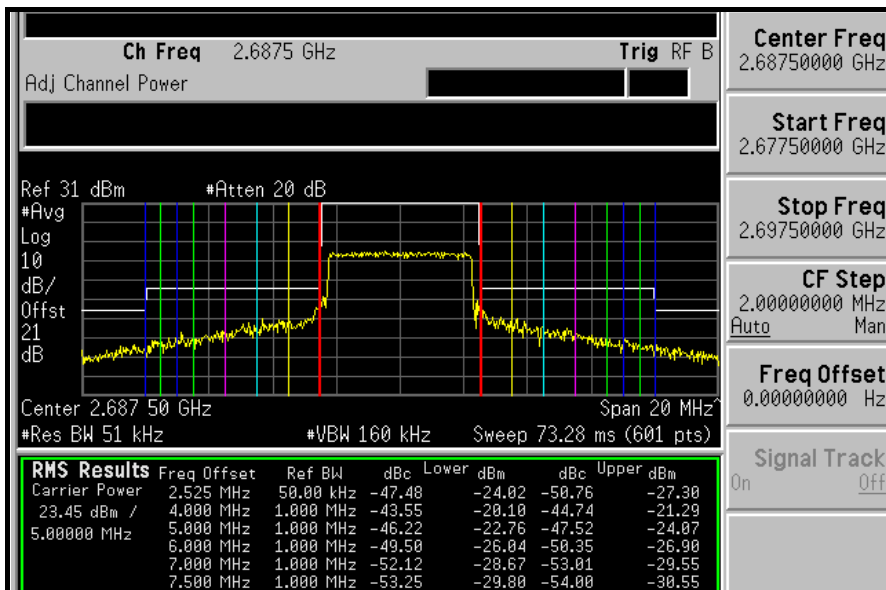 Ch Freq 2.6875 GHz Trig RF B
Adj Channel Power
Ref 31 dBm #Atten 20 dB
#Avg
Log
10
dB/
Offst
21
dB
Center 2.687 50 GHz Span 20 MHz^
#Res BW 51 kHz #VBW 160 kHz Sweep 73.28 ms (601 pts)
RMS Results Freq Offset Ref BW dBc Lower dBm dBc Upper dBm
Carrier Power 2.525 MHz 50.00 kHz -47.48 -24.02 -50.76 -27.30
23.45 dBm / 4.000 MHz 1.000 MHz -43.55 -20.10 -44.74 -21.29
5.00000 MHz 5.000 MHz 1.000 MHz -46.22 -22.76 -47.52 -24.07
6.000 MHz 1.000 MHz -49.50 -26.04 -50.35 -26.90
7.000 MHz 1.000 MHz -52.12 -28.67 -53.01 -29.55
7.500 MHz 1.000 MHz -53.25 -29.80 -54.00 -30.55
Center Freq
2.68750000 GHz
Start Freq
2.67750000 GHz
Stop Freq
2.69750000 GHz
CF Step
2.00000000 MHz
Auto Man
Freq Offset
0.00000000 Hz
Signal Track
On Off